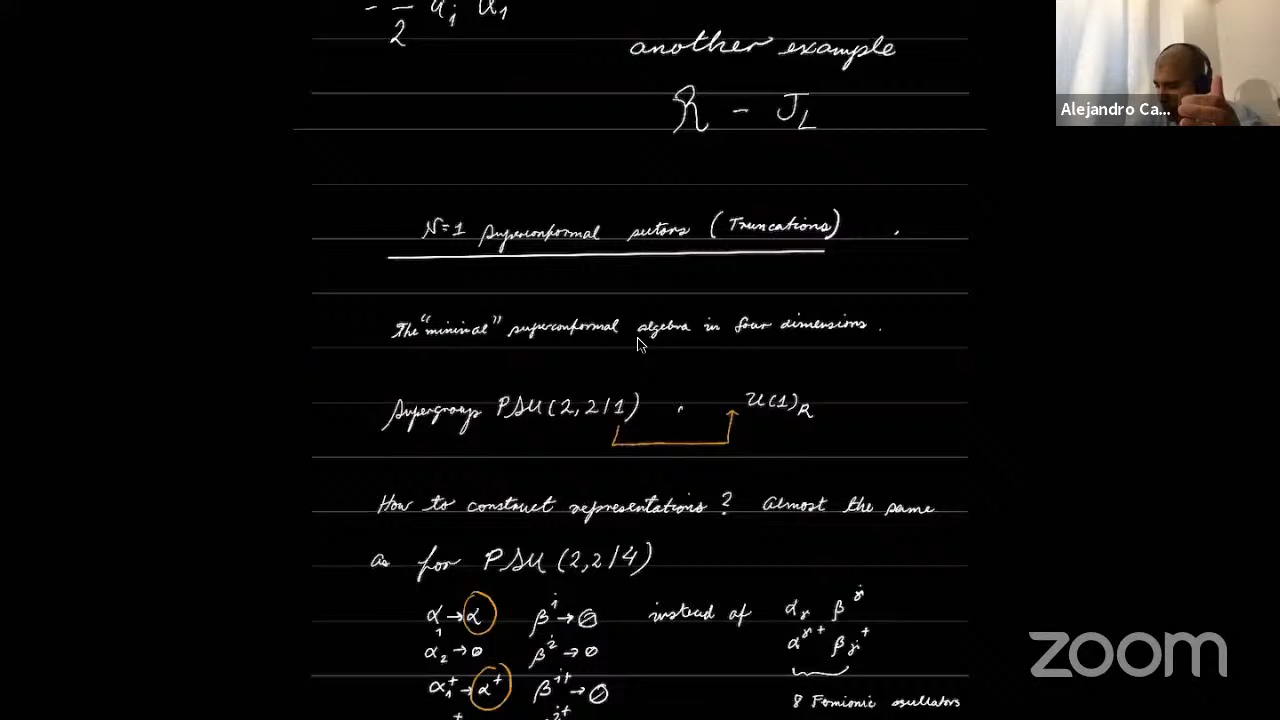 - 1/2
another example
R - J_L
Alejandro Ca...
N=1 superconformal sectors (Truncations) .
The "minimal" superconformal algebra in four dimensions .
Supergroup PSU(2,2|1) . U(1)_R
How to construct representations ? Almost the same
as for PSU(2,2|4)
α_1 → α β^i̇ → 0 instead of α_γ β^γ̇
α_2 → 0 β^2̇ → 0 α^γ+ β_γ̇^+
α_1^+ → α^+ β^1̇+ → 0
8 Fermionic oscillators
β^2̇+
zoom